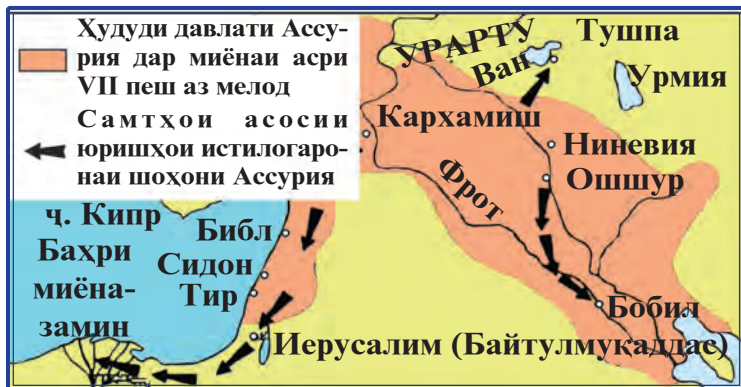 Ҳудуди давлати Ассу-
рия дар миёнаи асри
VII пеш аз мелод
Самтҳои асосии
юришҳои истилогаро-
наи шоҳони Ассурия
УРАРТУ
Тушпа
Ван
Урмия
Кархамиш
Ниневия
Ошшур
Фрот
ҷ. Кипр
Баҳри
миёна-
замин
Библ
Сидон
Тир
Бобил
Иерусалим (Байтулмуқаддас)